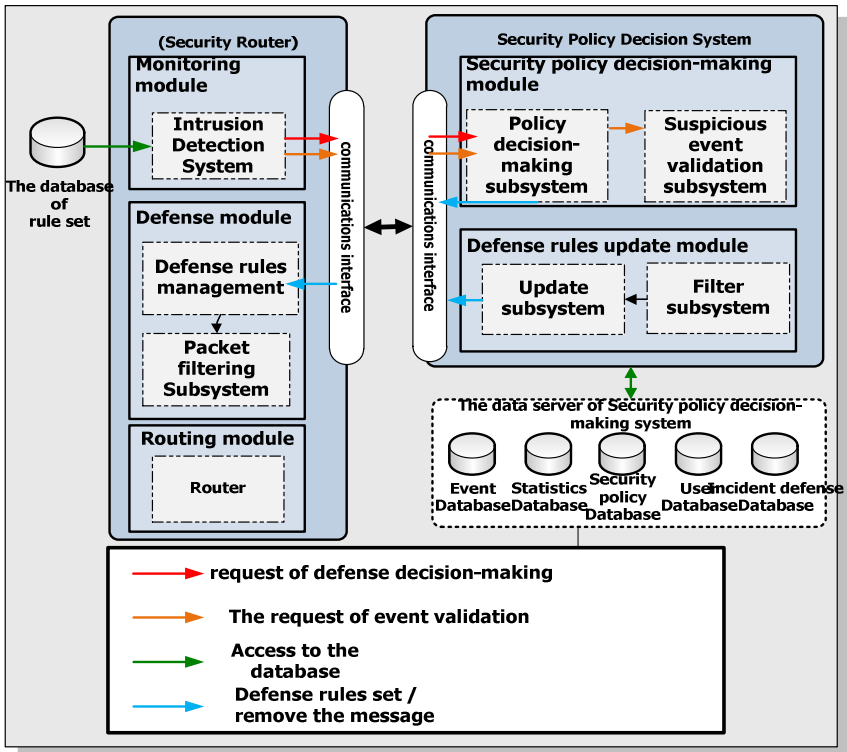 (Security Router)
Monitoring
module
Intrusion
Detection
System
The database
of
rule set
Defense module
Defense rules
management
Packet
filtering
Subsystem
Routing module
Router
communications interface
communications interface
Security Policy Decision System
Security policy decision-making
module
Policy
decision-
making
subsystem
Suspicious
event
validation
subsystem
Defense rules update module
Update
subsystem
Filter
subsystem
The data server of Security policy decision-
making system
Event
Database
Statistics
Database
Security
policy
Database
User
Database
Incident defense
Database
request of defense decision-making
The request of event validation
Access to the
database
Defense rules set /
remove the message